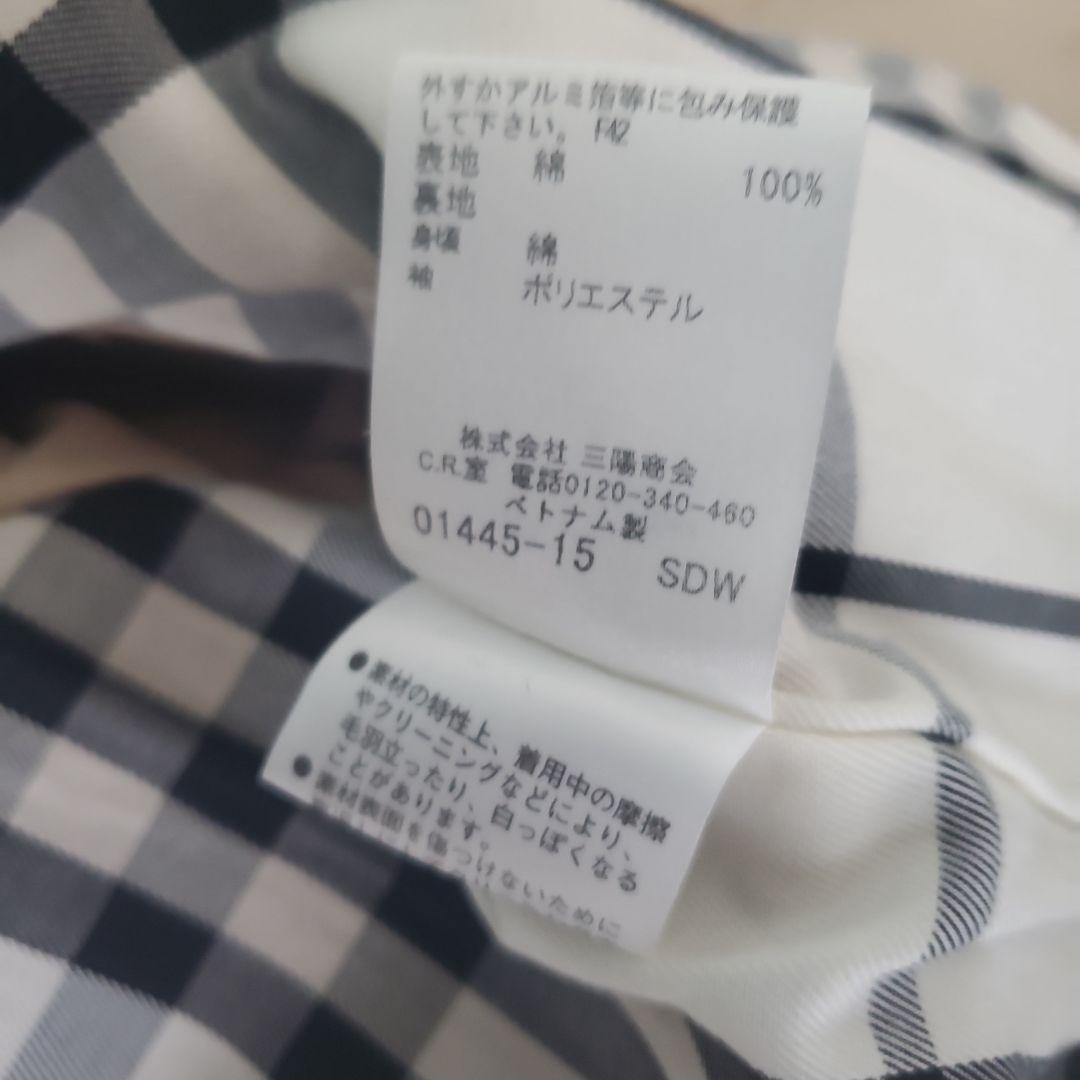 外すかアルミ箔等に包み保護
して下さい。 F42
表地 綿 100%
裏地
身頃 綿
袖 ポリエステル
株式会社 三陽商会
C.R.室 電話0120-340-460
ベトナム製
01445-15 SDW
●素材の特性上、着用中の摩擦
やクリーニングなどにより、
毛羽立ったり、白っぽくなる
ことがあります。
●素材表面を傷つけないために